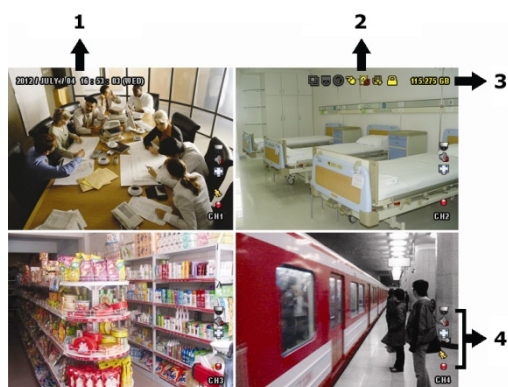 1
2
2012 / JULY / 04 16 : 53 : 03 (WED)
115.275 GB
3
CH1
CH2
4
CH3
CH4